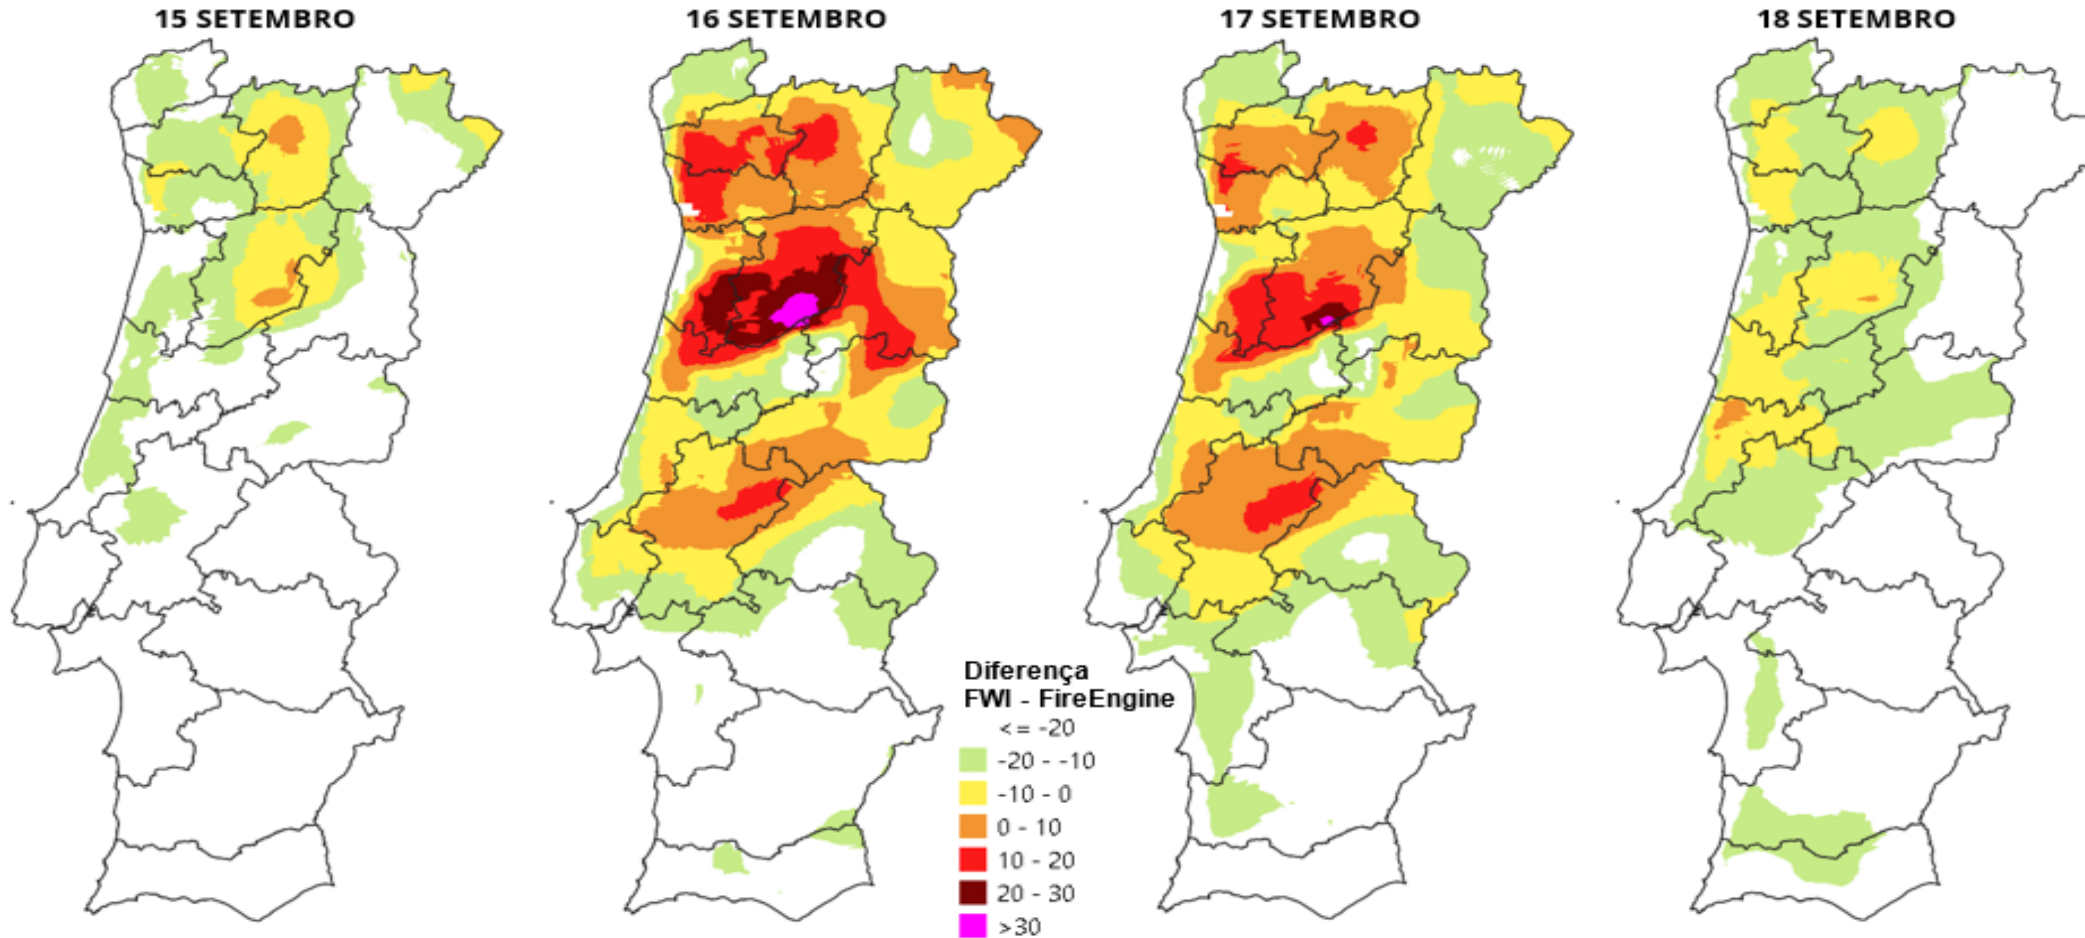 15 SETEMBRO
16 SETEMBRO
17 SETEMBRO
18 SETEMBRO
Diferença
FWI - FireEngine
<= -20
-20 - -10
-10 - 0
0 - 10
10 - 20
20 - 30
>30